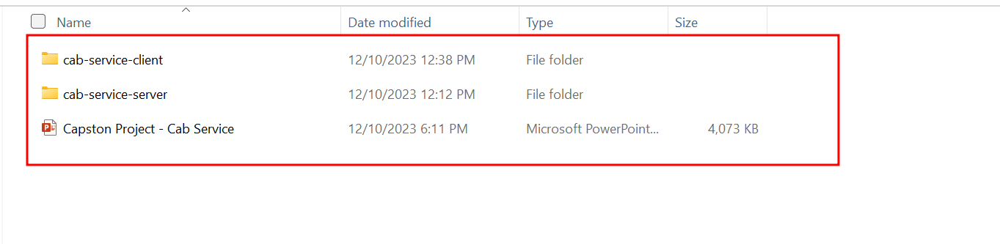 Name Date modified Type Size
cab-service-client 12/10/2023 12:38 PM File folder
cab-service-server 12/10/2023 12:12 PM File folder
Capston Project - Cab Service 12/10/2023 6:11 PM Microsoft PowerPoint... 4,073 KB